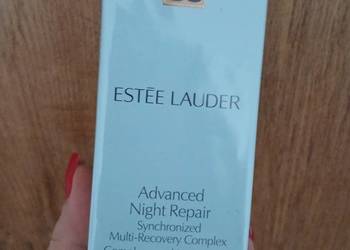 ESTĒE LAUDER
Advanced
Night Repair
Synchronized
Multi-Recovery Complex